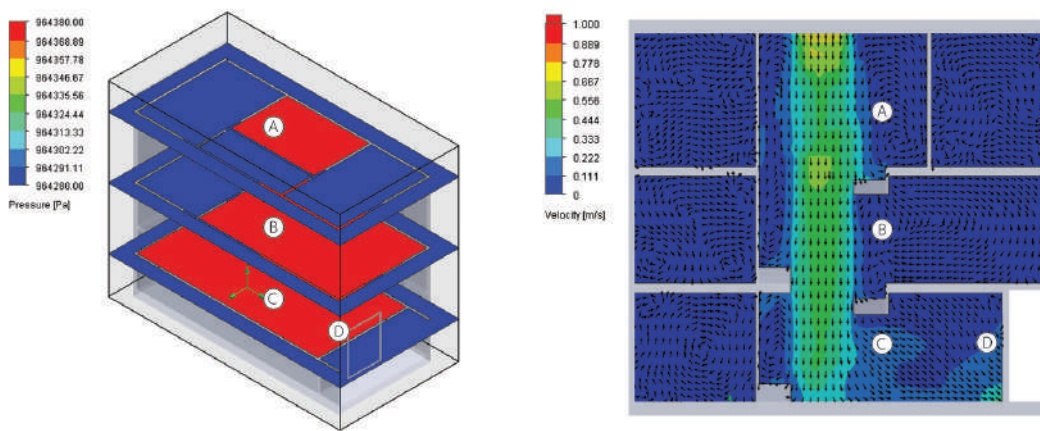 964380.00
964368.89
964357.78
964346.67
964335.56
964324.44
964313.33
964302.22
964291.11
964280.00
Pressure [Pa]
A
B
C
D
1.000
0.889
0.778
0.667
0.556
0.444
0.333
0.222
0.111
0
Velocity [m/s]
A
B
C
D